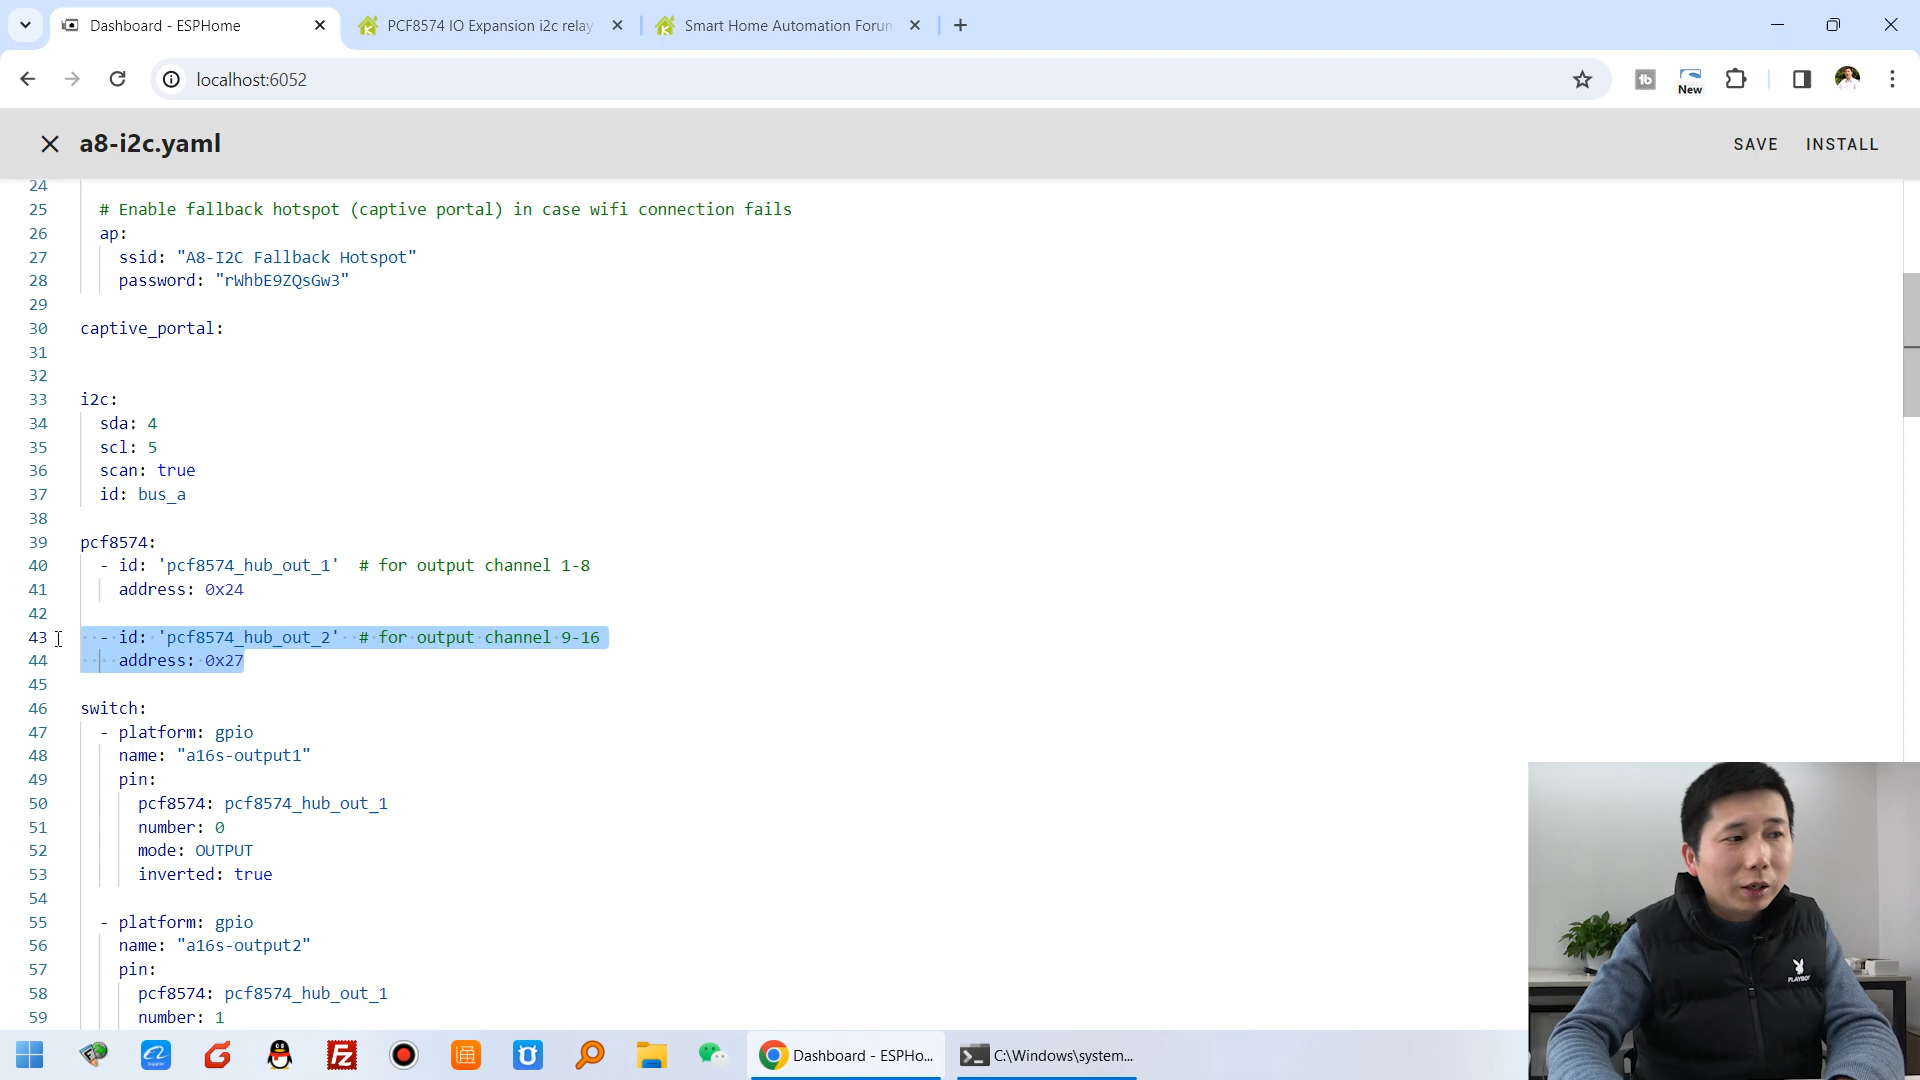 Dashboard - ESPHome
PCF8574 IO Expansion i2c relay
Smart Home Automation Forum
localhost:6052
New
a8-i2c.yaml
SAVE
INSTALL
24
25 # Enable fallback hotspot (captive portal) in case wifi connection fails
26 ap:
27 ssid: "A8-I2C Fallback Hotspot"
28 password: "rWhbE9ZQsGw3"
29
30 captive_portal:
31
32
33 i2c:
34 sda: 4
35 scl: 5
36 scan: true
37 id: bus_a
38
39 pcf8574:
40 - id: 'pcf8574_hub_out_1' # for output channel 1-8
41 address: 0x24
42
43 - id: 'pcf8574_hub_out_2' # for output channel 9-16
44 address: 0x27
45
46 switch:
47 - platform: gpio
48 name: "a16s-output1"
49 pin:
50 pcf8574: pcf8574_hub_out_1
51 number: 0
52 mode: OUTPUT
53 inverted: true
54
55 - platform: gpio
56 name: "a16s-output2"
57 pin:
58 pcf8574: pcf8574_hub_out_1
59 number: 1
PLAYBOY
Dashboard - ESPHo...
C:\Windows\system...